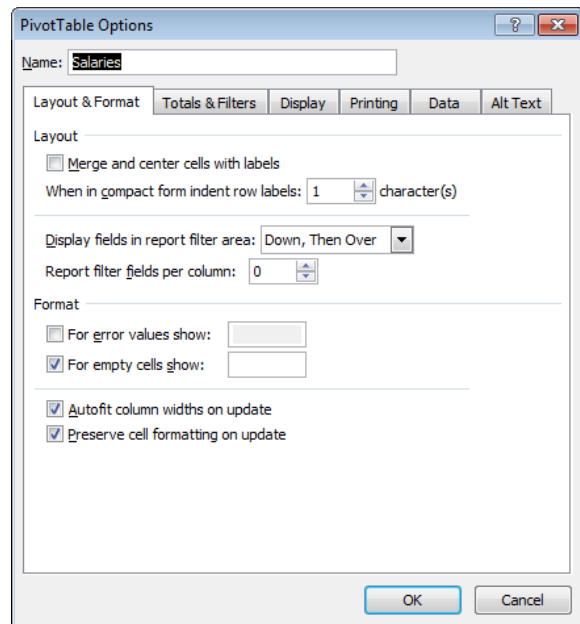 PivotTable Options
Name: Salaries
Layout & Format Totals & Filters Display Printing Data Alt Text
Layout
Merge and center cells with labels
When in compact form indent row labels: 1 character(s)
Display fields in report filter area: Down, Then Over
Report filter fields per column: 0
Format
For error values show:
For empty cells show:
Autofit column widths on update
Preserve cell formatting on update
OK Cancel